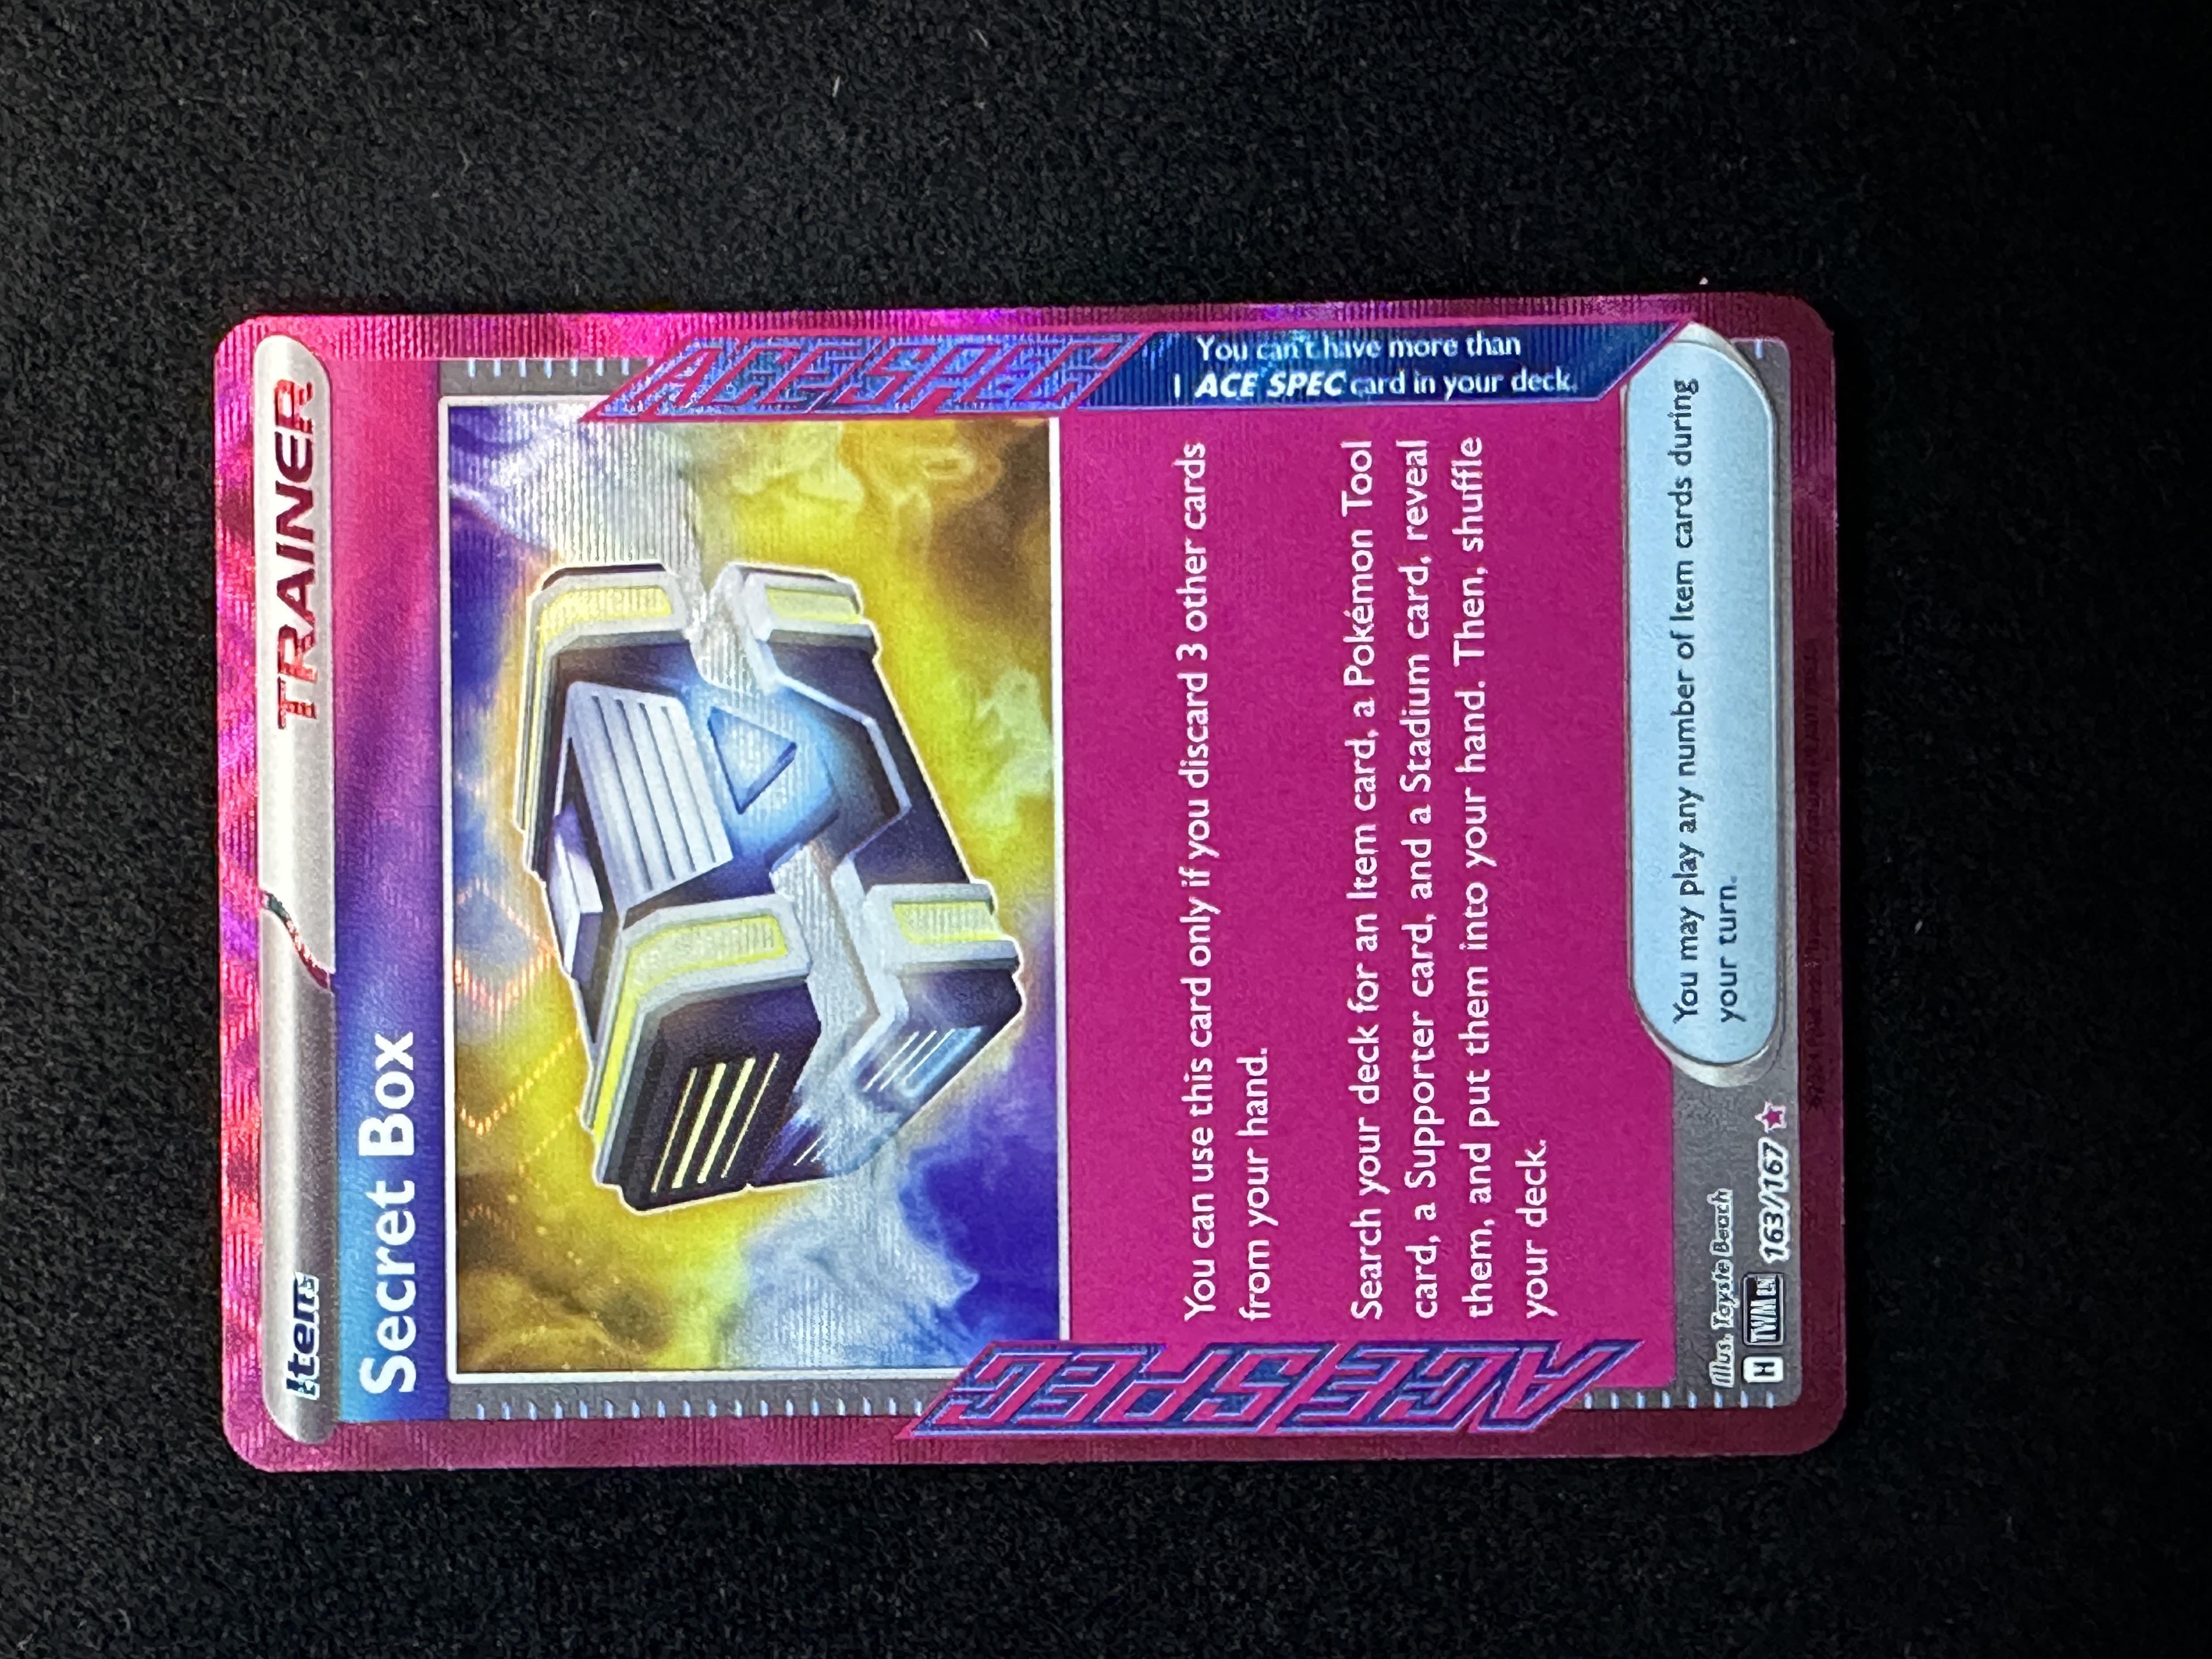 Item
TRAINER
Secret Box
ACE SPEC
You can't have more than
1 ACE SPEC card in your deck.
You can use this card only if you discard 3 other cards
from your hand.
Search your deck for an Item card, a Pokémon Tool
card, a Supporter card, and a Stadium card, reveal
them, and put them into your hand. Then, shuffle
your deck.
ACE SPEC
You may play any number of Item cards during
your turn.
Illus. Toyste Beach
H TWM EN 163/167